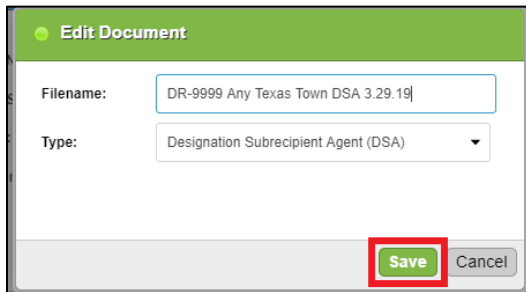 Edit Document
Filename: DR-9999 Any Texas Town DSA 3.29.19
Type: Designation Subrecipient Agent (DSA)
Save Cancel